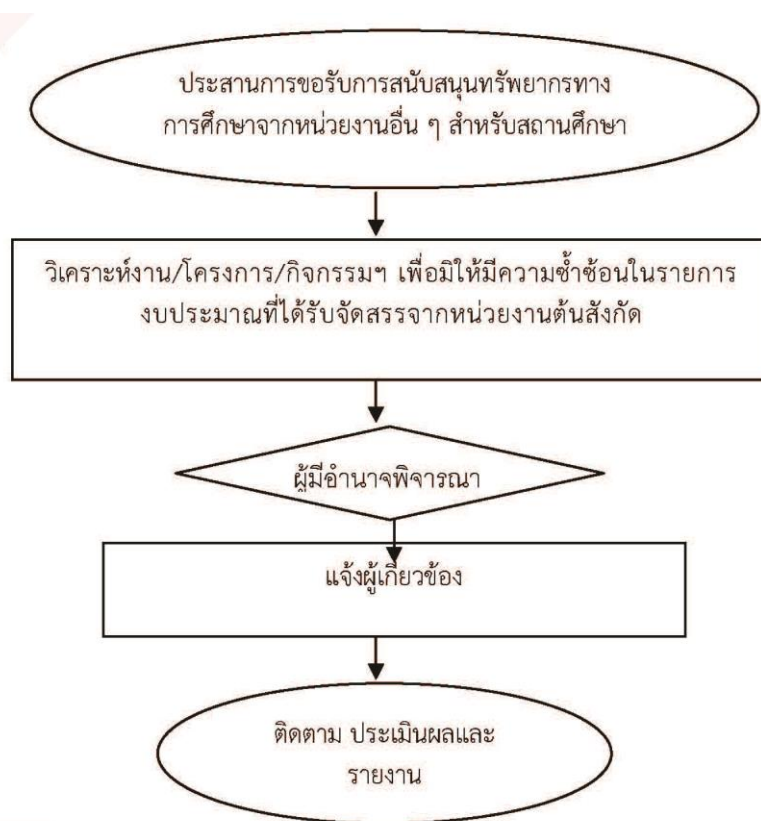 ประสานการขอรับการสนับสนุนทรัพยากรทาง
การศึกษาจากหน่วยงานอื่น ๆ สำหรับสถานศึกษา
วิเคราะห์งาน/โครงการ/กิจกรรมฯ เพื่อมิให้มีความซ้ำซ้อนในรายการ
งบประมาณที่ได้รับจัดสรรจากหน่วยงานต้นสังกัด
ผู้มีอำนาจพิจารณา
แจ้งผู้เกี่ยวข้อง
ติดตาม ประเมินผลและ
รายงาน